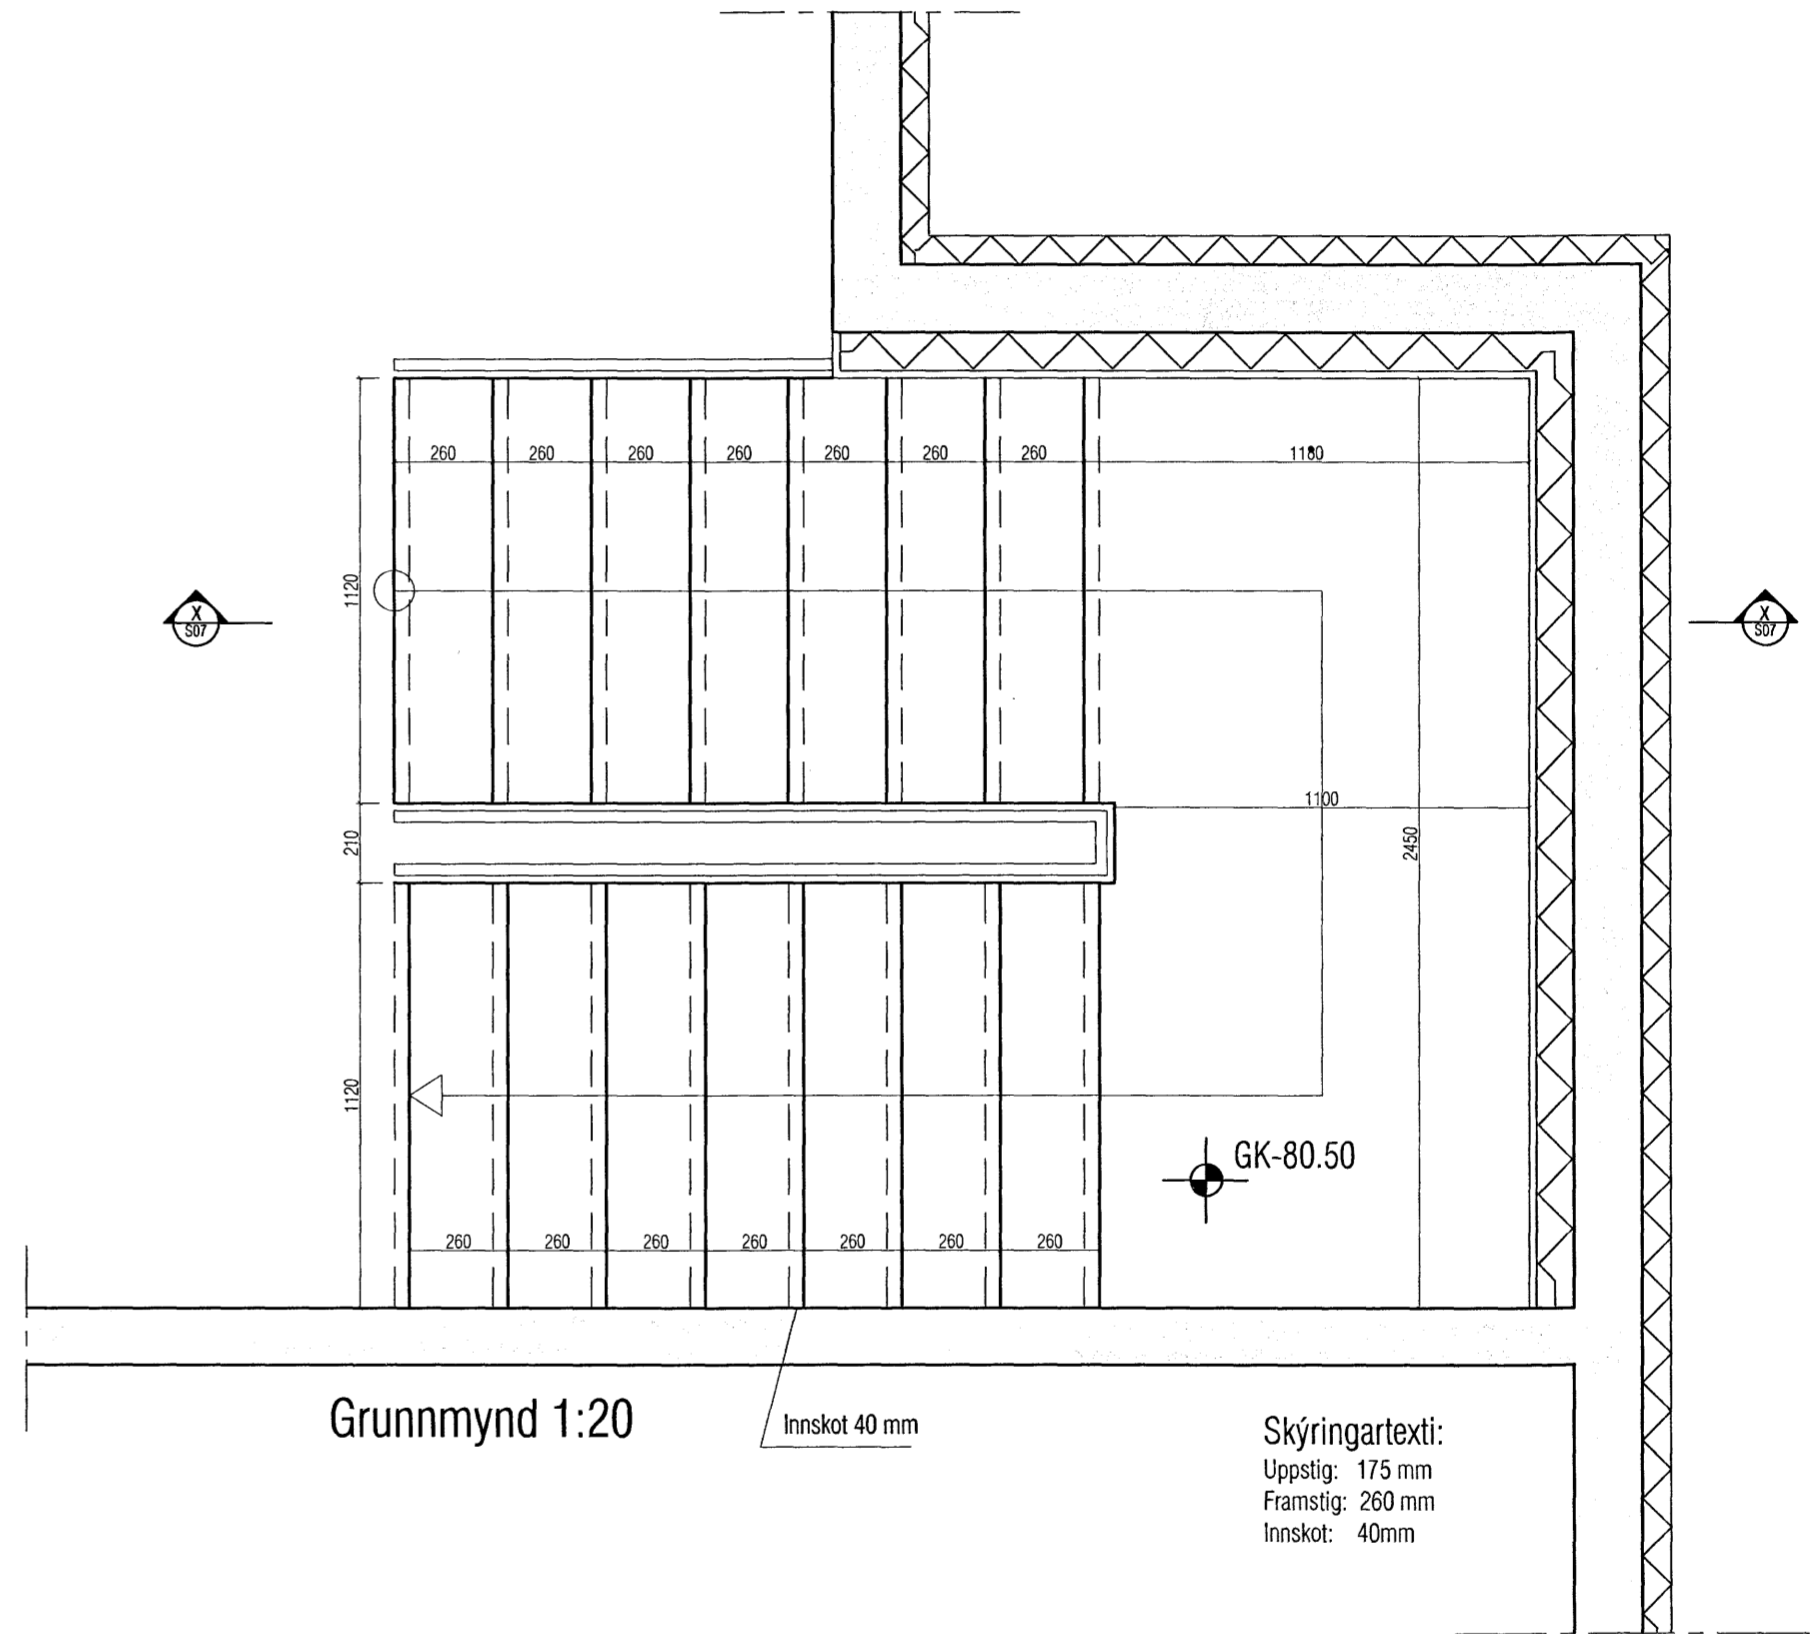 260 260 260 260 260 260 260 1180
1120
X
S07
X
S07
1100
210
2450
1120
GK-80.50
260 260 260 260 260 260 260
Grunnmynd 1:20
Innskot 40 mm
Skýringartexti:
Uppstig: 175 mm
Framstig: 260 mm
Innskot: 40mm